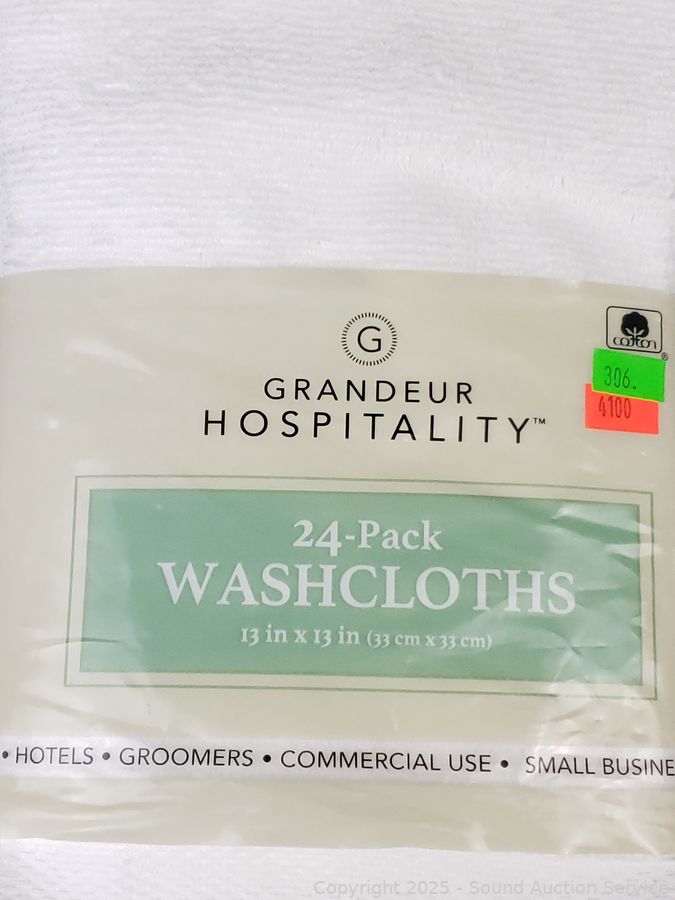 G
cotton
®
306.
4100
GRANDEUR
HOSPITALITY™
24-Pack
WASHCLOTHS
13 in x 13 in (33 cm x 33 cm)
• HOTELS • GROOMERS • COMMERCIAL USE • SMALL BUSINE
Copyright 2025 - Sound Auction Service